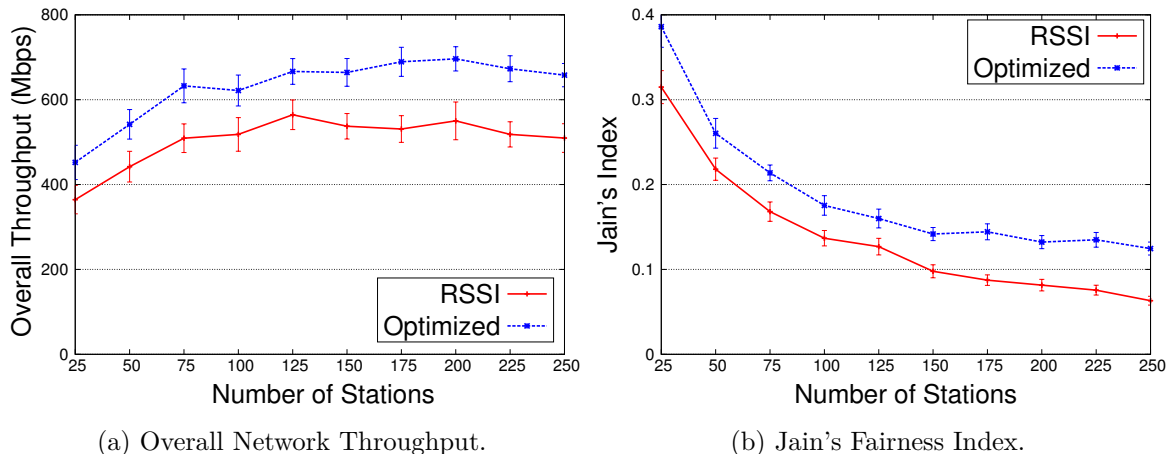 800
600
400
200
0
25 50 75 100 125 150 175 200 225 250
Overall Throughput (Mbps)
Number of Stations
RSSI
Optimized
(a) Overall Network Throughput.
0.4
0.3
0.2
0.1
0
25 50 75 100 125 150 175 200 225 250
Jain's Index
Number of Stations
RSSI
Optimized
(b) Jain's Fairness Index.